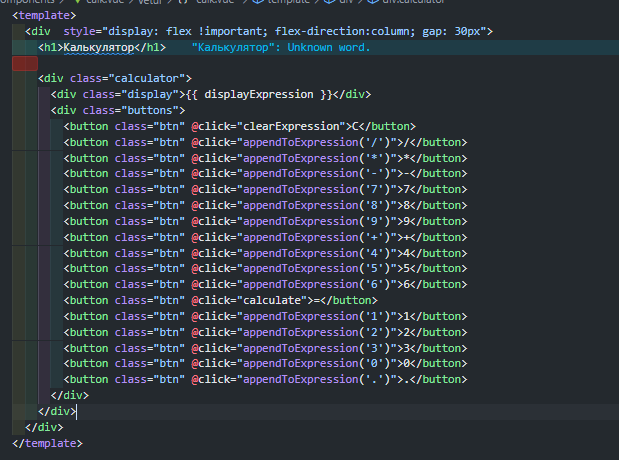 <template>
<div  style="display: flex !important; flex-direction:column; gap: 30px">
<h1>Калькулятор</h1>    "Калькулятор": Unknown word.
<div class="calculator">
<div class="display">{{ displayExpression }}</div>
<div class="buttons">
<button class="btn" @click="clearExpression">C</button>
<button class="btn" @click="appendToExpression('/')">/</button>
<button class="btn" @click="appendToExpression('*')">*</button>
<button class="btn" @click="appendToExpression('-')">-</button>
<button class="btn" @click="appendToExpression('7')">7</button>
<button class="btn" @click="appendToExpression('8')">8</button>
<button class="btn" @click="appendToExpression('9')">9</button>
<button class="btn" @click="appendToExpression('+')">+</button>
<button class="btn" @click="appendToExpression('4')">4</button>
<button class="btn" @click="appendToExpression('5')">5</button>
<button class="btn" @click="appendToExpression('6')">6</button>
<button class="btn" @click="calculate">=</button>
<button class="btn" @click="appendToExpression('1')">1</button>
<button class="btn" @click="appendToExpression('2')">2</button>
<button class="btn" @click="appendToExpression('3')">3</button>
<button class="btn" @click="appendToExpression('0')">0</button>
<button class="btn" @click="appendToExpression('.')">.</button>
</div>
</div>
</div>
</template>